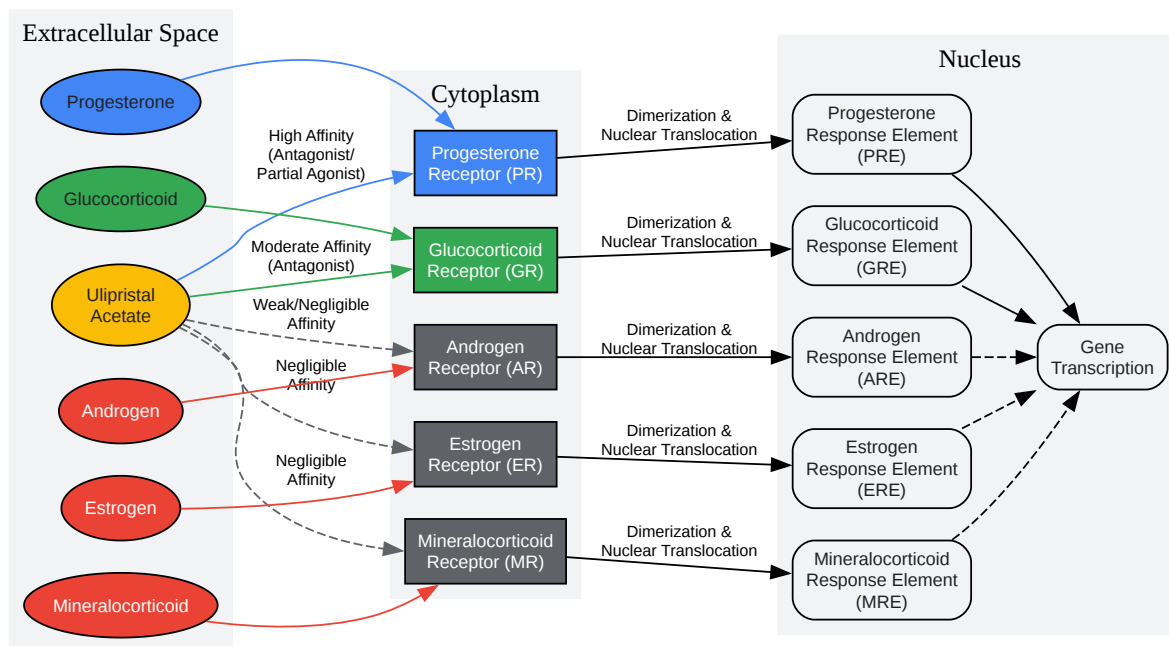 Extracellular Space
Progesterone
Glucocorticoid
Ulipristal
Acetate
Androgen
Estrogen
Mineralocorticoid
High Affinity
(Antagonist/
Partial Agonist)
Moderate Affinity
(Antagonist)
Weak/Negligible
Affinity
Negligible
Affinity
Negligible
Affinity
Cytoplasm
Progesterone
Receptor (PR)
Glucocorticoid
Receptor (GR)
Androgen
Receptor (AR)
Estrogen
Receptor (ER)
Mineralocorticoid
Receptor (MR)
Dimerization &
Nuclear Translocation
Dimerization &
Nuclear Translocation
Dimerization &
Nuclear Translocation
Dimerization &
Nuclear Translocation
Dimerization &
Nuclear Translocation
Nucleus
Progesterone
Response Element
(PRE)
Glucocorticoid
Response Element
(GRE)
Androgen
Response Element
(ARE)
Estrogen
Response Element
(ERE)
Mineralocorticoid
Response Element
(MRE)
Gene
Transcription